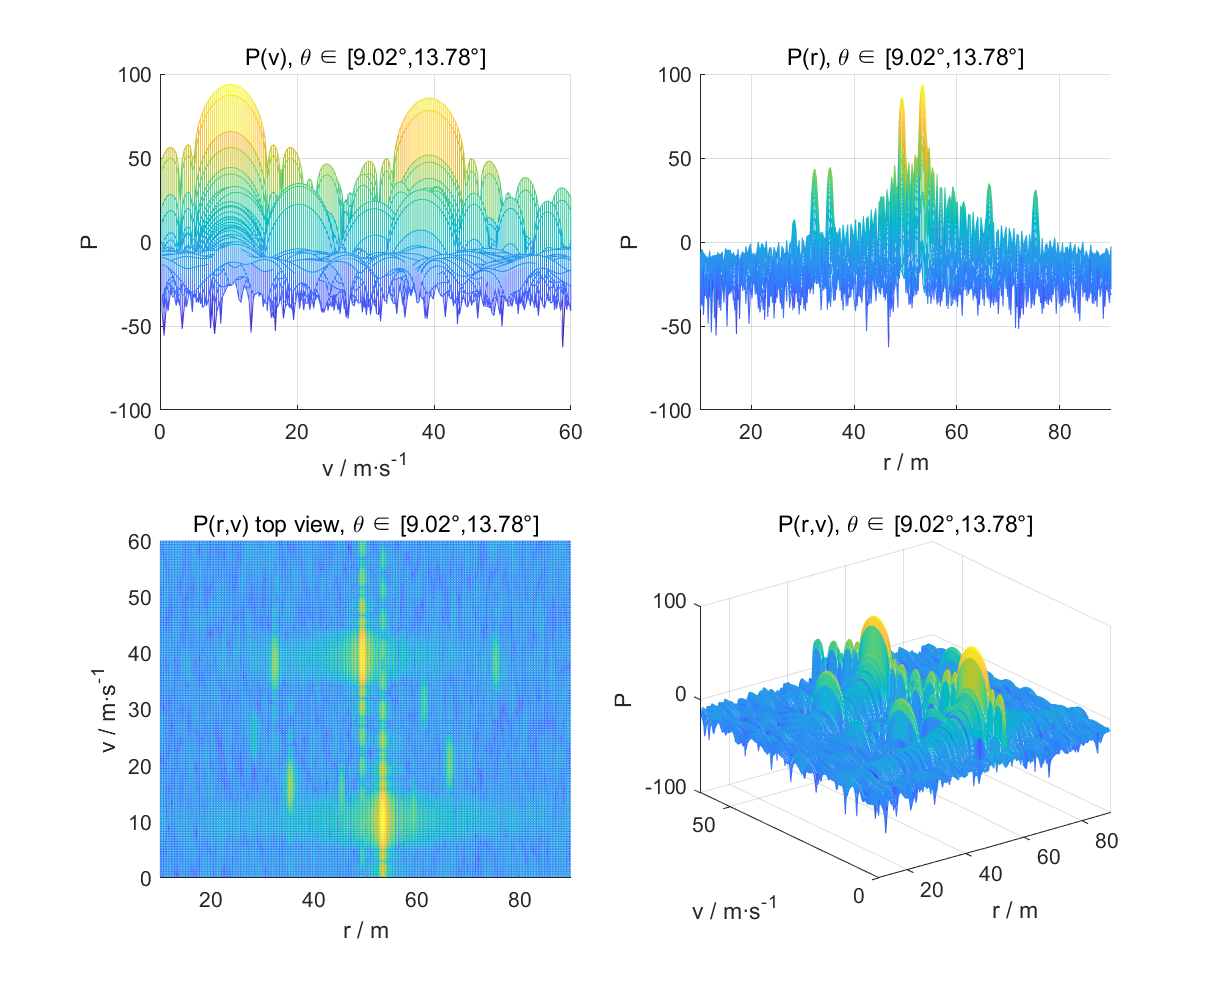 P(v), θ ∈ [9.02°,13.78°]
100
50
0
-50
-100
P
0
20
40
60
v / m·s-1
P(r), θ ∈ [9.02°,13.78°]
100
50
0
-50
-100
P
20
40
60
80
r / m
P(r,v) top view, θ ∈ [9.02°,13.78°]
60
50
40
30
20
10
0
v / m·s-1
20
40
60
80
r / m
P(r,v), θ ∈ [9.02°,13.78°]
100
0
-100
P
50
0
v / m·s-1
20
40
60
80
r / m